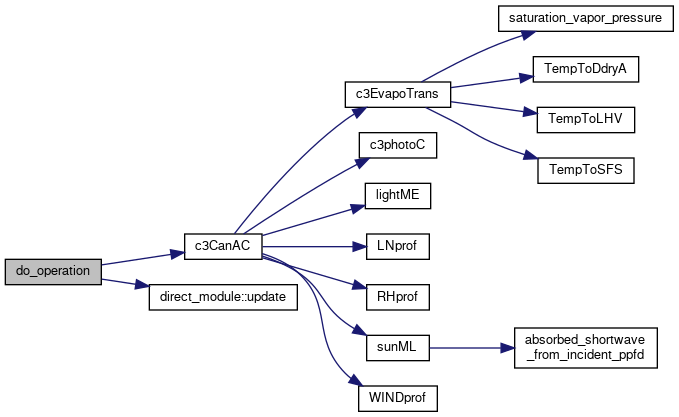 saturation_vapor_pressure
TempToDdryA
c3EvapoTrans
TempToLHV
c3photoC
TempToSFS
lightME
c3CanAC
LNprof
do_operation
direct_module::update
RHprof
sunML
absorbed_shortwave
_from_incident_ppfd
WINDprof